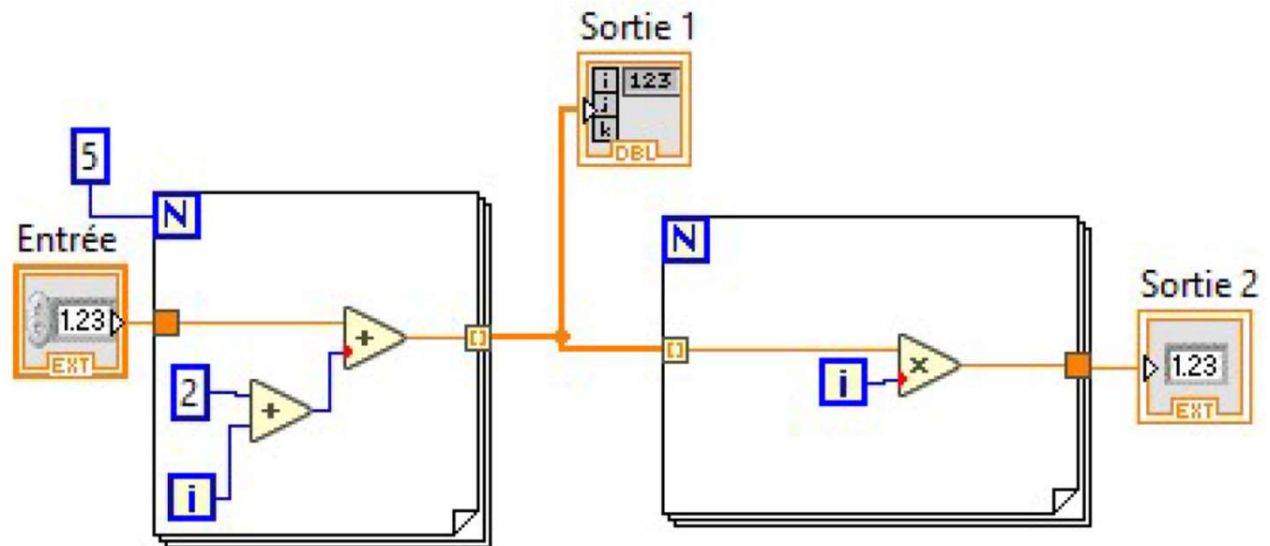 Sortie 1
i 123
j
k
DBL
5
N
Entrée
1.23
EXT
+
2
+
i
N
i
×
Sortie 2
1.23
EXT